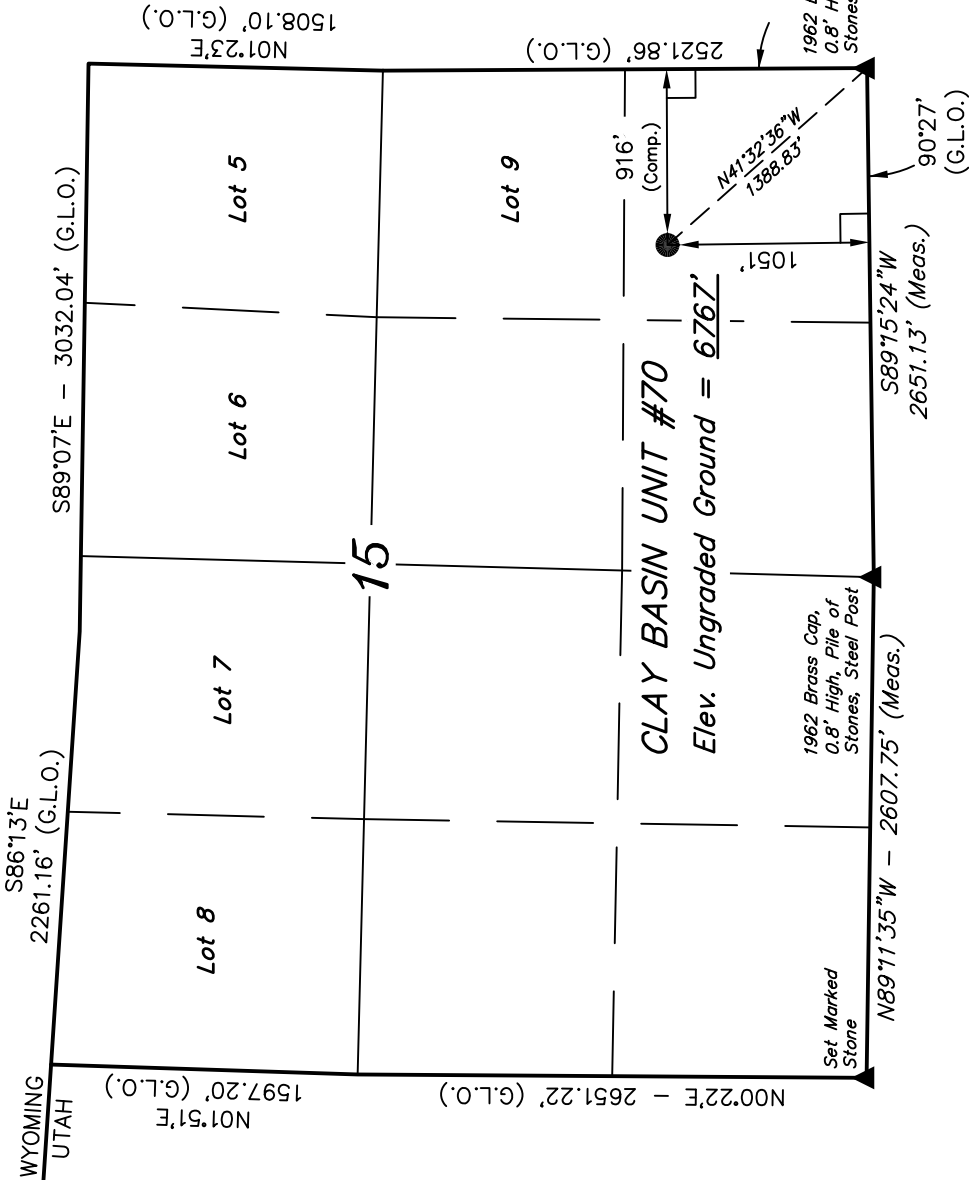 WYOMING
UTAH
S86°13'E
2261.16' (G.L.O.)
S89°07'E – 3032.04' (G.L.O.)
N01°23'E
1508.10' (G.L.O.)
2521.86' (G.L.O.)
N01°51'E
1597.20' (G.L.O.)
N00°22'E – 2651.22' (G.L.O.)
Lot 8
Lot 7
Lot 6
Lot 5
15
Lot 9
916'
(Comp.)
N41°32'36"W
1388.83'
1051'
CLAY BASIN UNIT #70
Elev. Ungraded Ground = 6767'
Set Marked
Stone
1962 Brass Cap,
0.8' High, Pile of
Stones, Steel Post
1962
0.8' H
Stones
90°27'
(G.L.O.)
N89°11'35"W – 2607.75' (Meas.)
S89°15'24"W
2651.13' (Meas.)